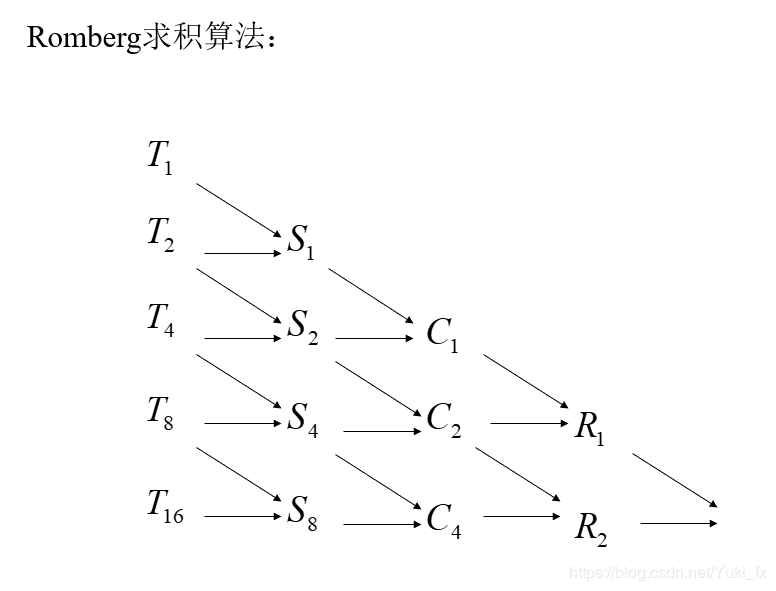 Romberg求积算法：
T1
T2 S1
T4 S2 C1
T8 S4 C2 R1
T16 S8 C4 R2
https://blog.csdn.net/Yuki_fx